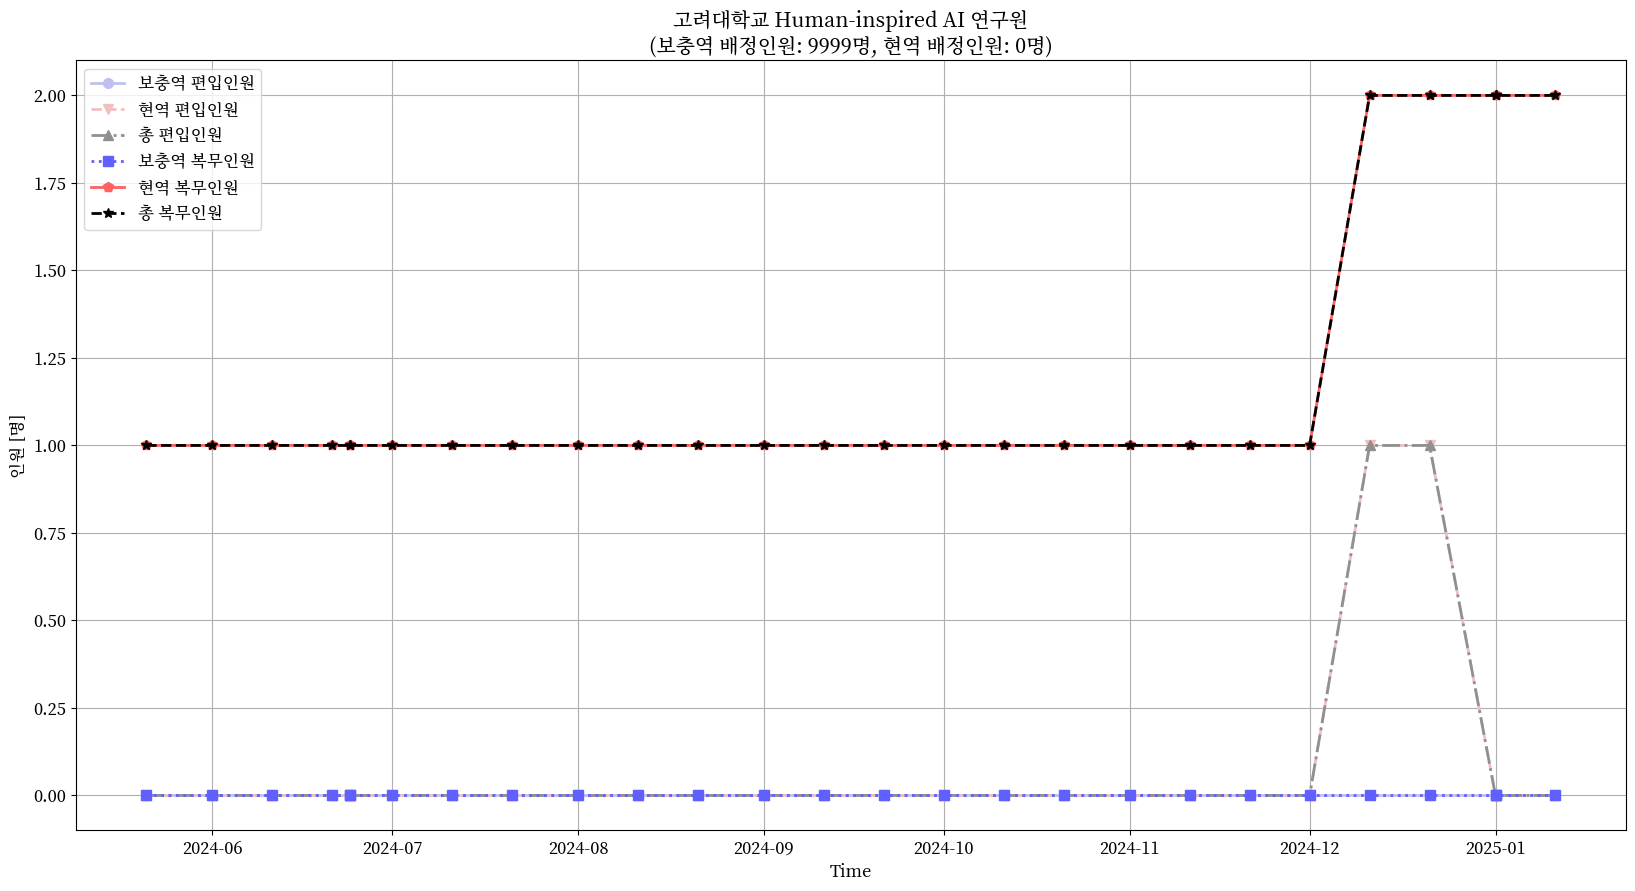 고려대학교 Human-inspired AI 연구원
(보충역 배정인원: 9999명, 현역 배정인원: 0명)
보충역 편입인원
현역 편입인원
총 편입인원
보충역 복무인원
현역 복무인원
총 복무인원
2.00
1.75
1.50
1.25
1.00
0.75
0.50
0.25
0.00
인원 [명]
2024-06
2024-07
2024-08
2024-09
2024-10
2024-11
2024-12
2025-01
Time